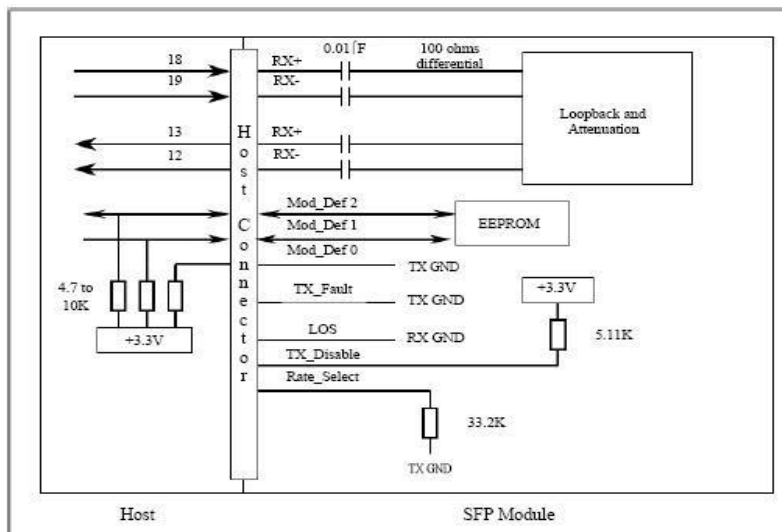 0.01⌠F
100 ohms
differential
18
RX+
19
RX-
Loopback and
Attenuation
13
RX+
12
RX-
Host Connector
Mod_Def 2
Mod_Def 1
EEPROM
Mod_Def 0
TX GND
4.7 to
10K
TX_Fault
TX GND
+3.3V
+3.3V
LOS
RX GND
5.11K
TX_Disable
Rate_Select
33.2K
TX GND
Host
SFP Module